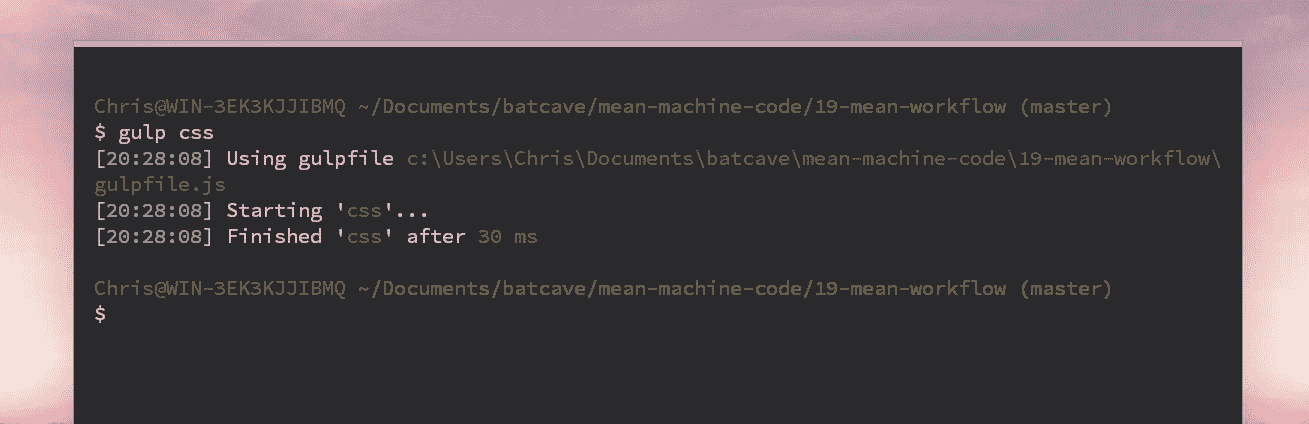 Chris@WIN-3EK3KJJIBMQ ~/Documents/batcave/mean-machine-code/19-mean-workflow (master)
$ gulp css
[20:28:08] Using gulpfile c:\Users\Chris\Documents\batcave\mean-machine-code\19-mean-workflow\
gulpfile.js
[20:28:08] Starting 'css'...
[20:28:08] Finished 'css' after 30 ms
Chris@WIN-3EK3KJJIBMQ ~/Documents/batcave/mean-machine-code/19-mean-workflow (master)
$